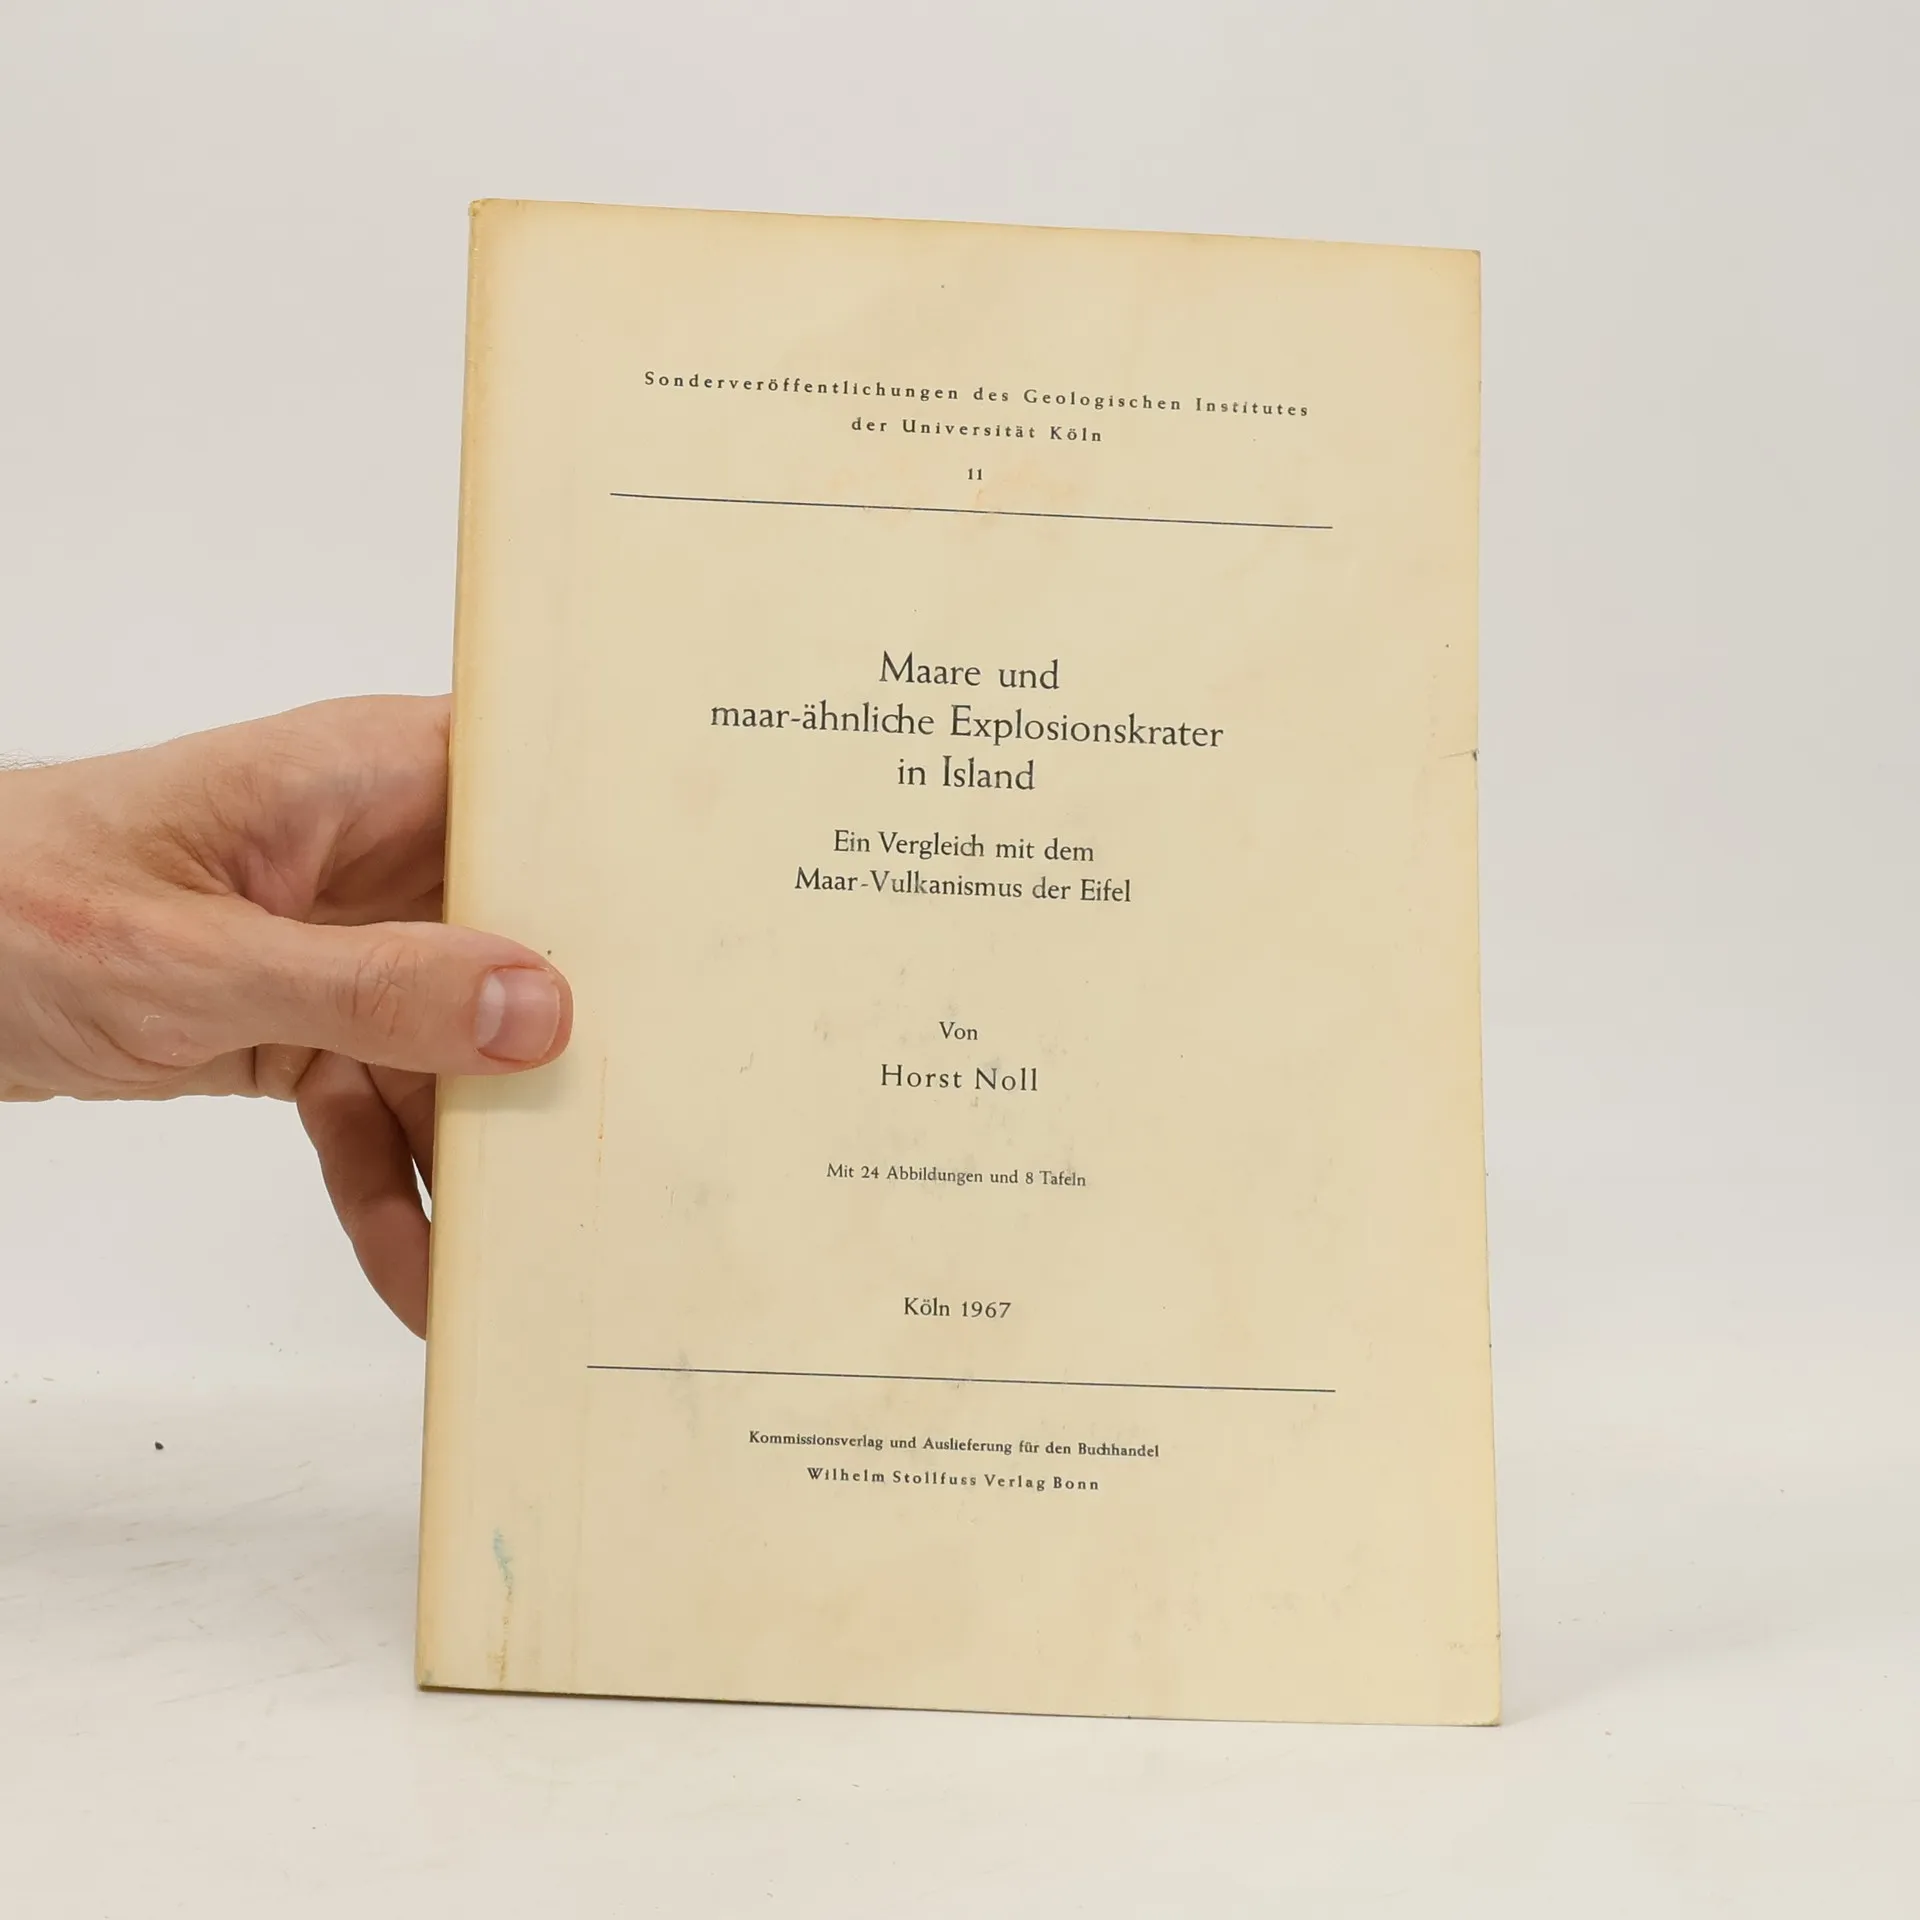 Sonderveröffentlichungen des Geologischen Institutes
der Universität Köln
11
Maare und
maar-ähnliche Explosionskrater
in Island
Ein Vergleich mit dem
Maar-Vulkanismus der Eifel
Von
Horst Noll
Mit 24 Abbildungen und 8 Tafeln
Köln 1967
Kommissionsverlag und Auslieferung für den Buchhandel
Wilhelm Stollfuss Verlag Bonn